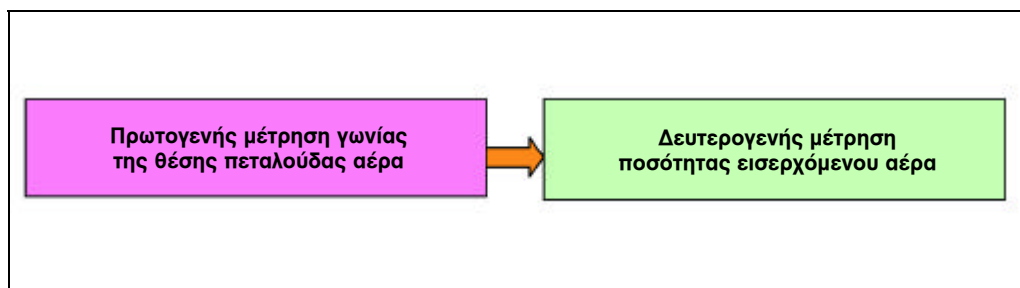 Πρωτογενής μέτρηση γωνίας
της θέσης πεταλούδας αέρα
Δευτερογενής μέτρηση
ποσότητας εισερχόμενου αέρα